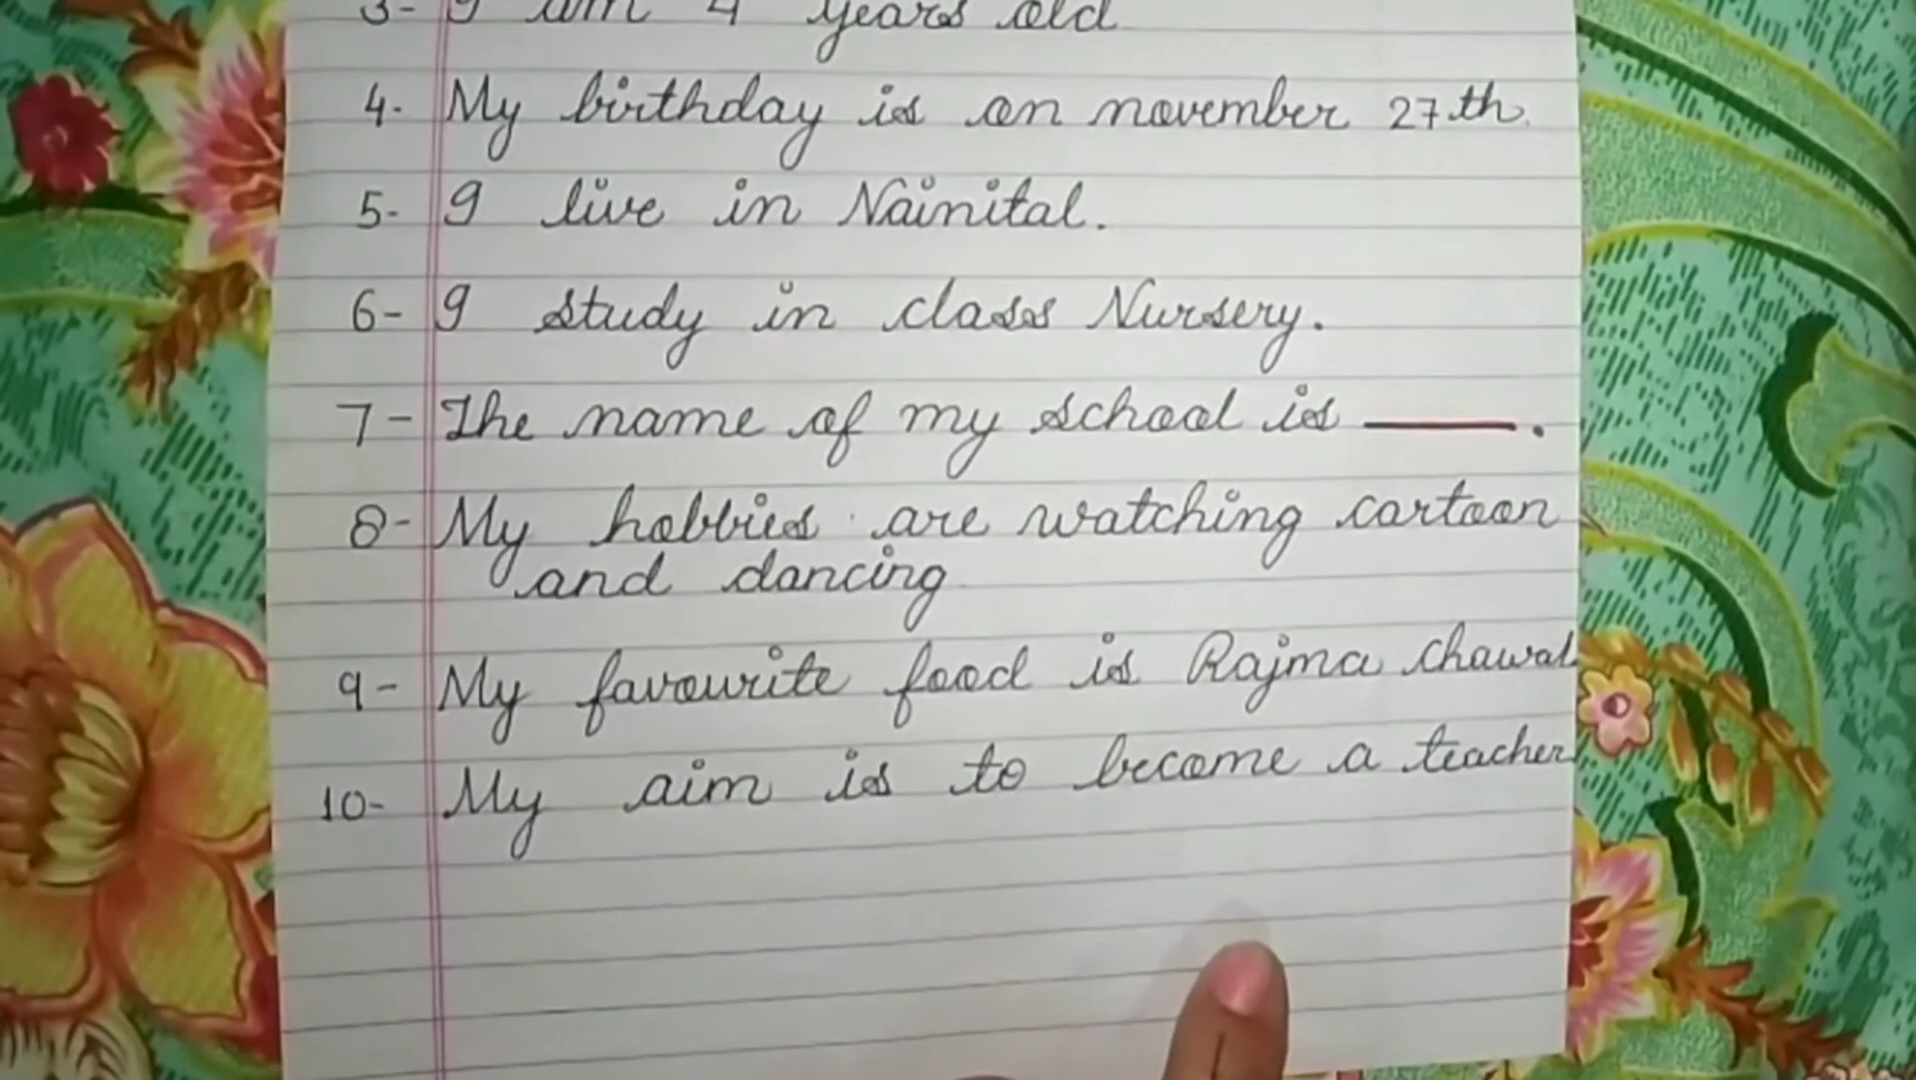 3- I am 4 years old
4- My birthday is on november 27th.
5- I live in Nainital.
6- I study in class Nursery.
7- The name of my school is ____.
8- My hobbies are watching cartoon
and dancing
9- My favourite food is Rajma chawal
10- My aim is to become a teacher